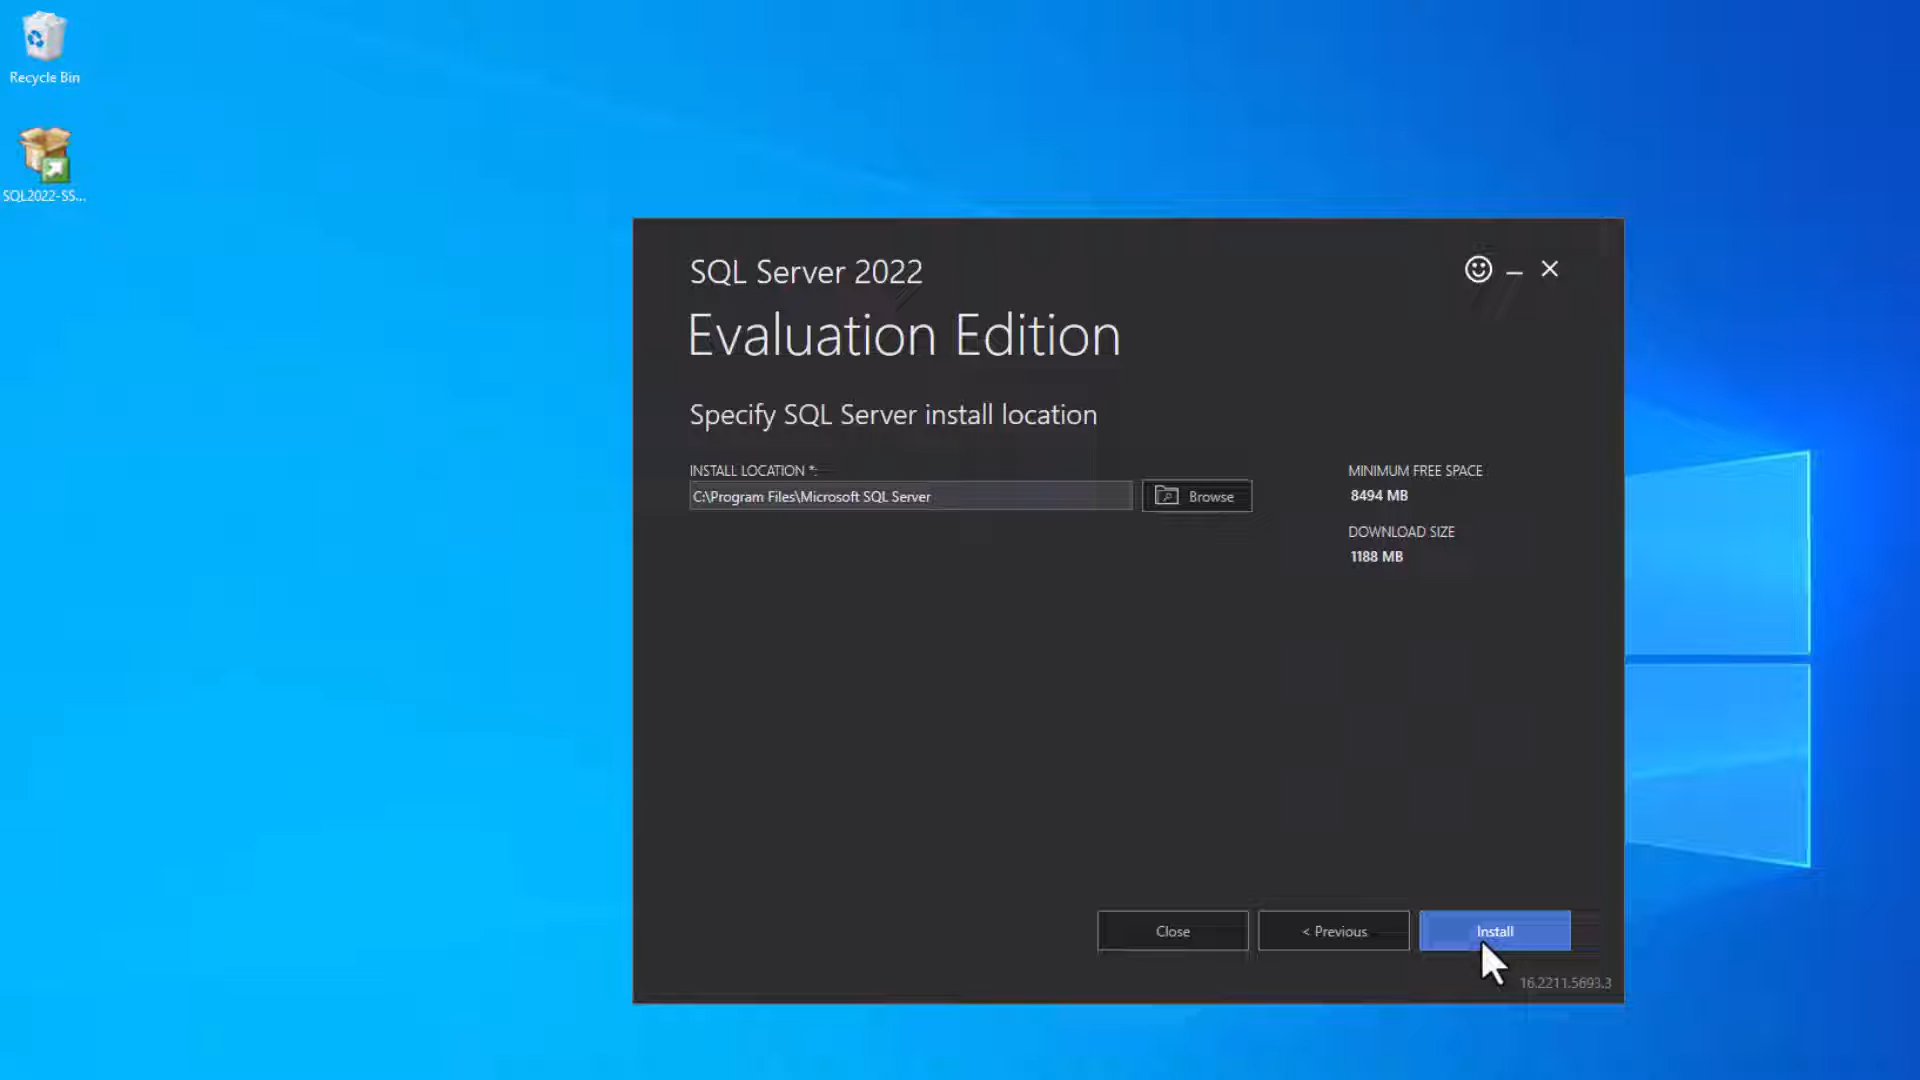 Recycle Bin
SQL2022-SS...
SQL Server 2022
Evaluation Edition
Specify SQL Server install location
INSTALL LOCATION *:
C:\Program Files\Microsoft SQL Server
Browse
MINIMUM FREE SPACE
8494 MB
DOWNLOAD SIZE
1188 MB
Close
< Previous
Install
16.2211.5693.3